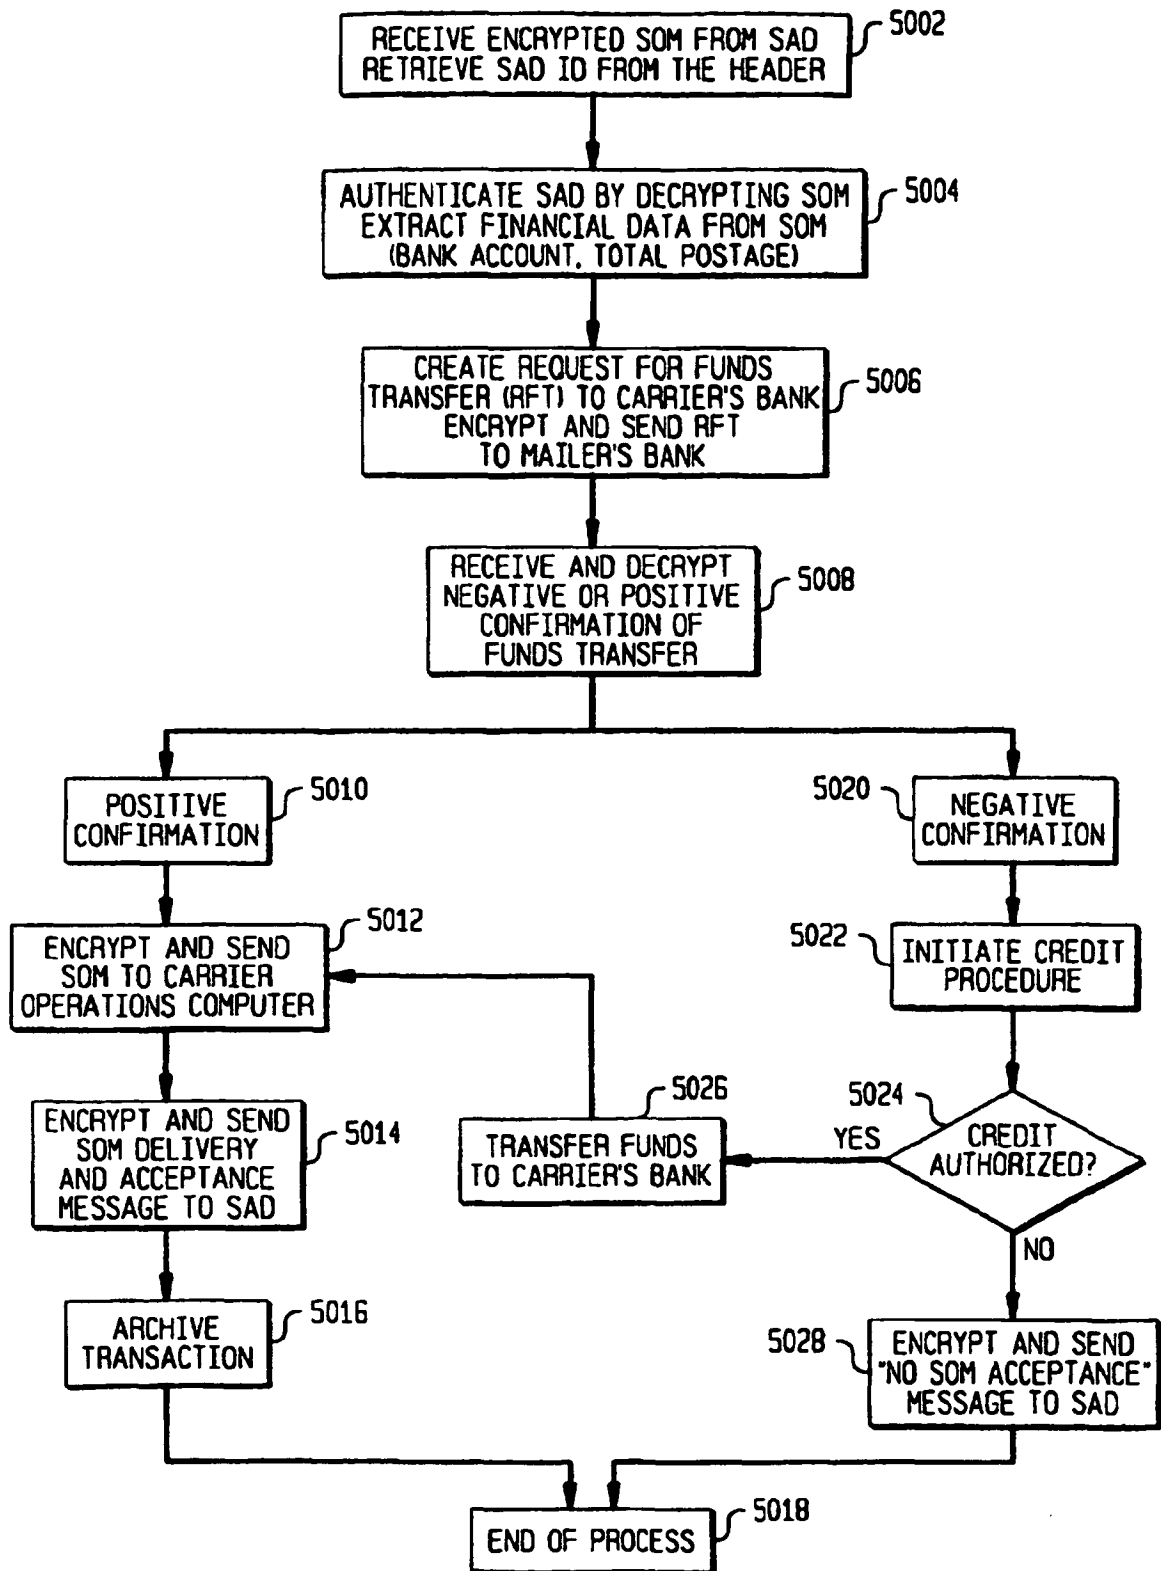 RECEIVE ENCRYPTED SOM FROM SAD
RETRIEVE SAD ID FROM THE HEADER
5002
AUTHENTICATE SAD BY DECRYPTING SOM
EXTRACT FINANCIAL DATA FROM SOM
(BANK ACCOUNT, TOTAL POSTAGE)
5004
CREATE REQUEST FOR FUNDS
TRANSFER (RFT) TO CARRIER'S BANK
ENCRYPT AND SEND RFT
TO MAILER'S BANK
5006
RECEIVE AND DECRYPT
NEGATIVE OR POSITIVE
CONFIRMATION OF
FUNDS TRANSFER
5008
POSITIVE
CONFIRMATION
5010
5020
NEGATIVE
CONFIRMATION
ENCRYPT AND SEND
SOM TO CARRIER
OPERATIONS COMPUTER
5012
5022
INITIATE CREDIT
PROCEDURE
ENCRYPT AND SEND
SOM DELIVERY
AND ACCEPTANCE
MESSAGE TO SAD
5014
5026
TRANSFER FUNDS
TO CARRIER'S BANK
YES
5024
CREDIT
AUTHORIZED?
NO
ARCHIVE
TRANSACTION
5016
5028
ENCRYPT AND SEND
"NO SOM ACCEPTANCE"
MESSAGE TO SAD
END OF PROCESS
5018